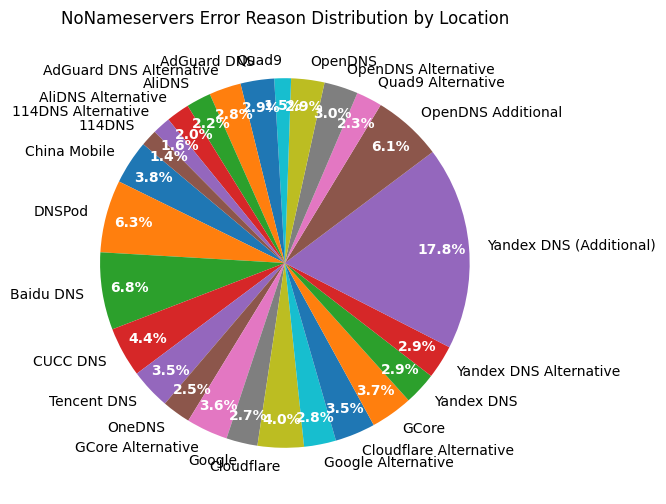 NoNameservers Error Reason Distribution by Location
Quad9
OpenDNS
OpenDNS Alternative
Quad9 Alternative
OpenDNS Additional
Yandex DNS (Additional)
Yandex DNS Alternative
Yandex DNS
GCore
Cloudflare Alternative
Google Alternative
Cloudflare
Google
GCore Alternative
OneDNS
Tencent DNS
CUCC DNS
Baidu DNS
DNSPod
China Mobile
114DNS
114DNS Alternative
AliDNS Alternative
AliDNS
AdGuard DNS Alternative
AdGuard DNS
1.5%
2.9%
3.0%
2.3%
6.1%
17.8%
2.9%
2.9%
3.7%
3.5%
2.8%
4.0%
2.7%
3.6%
2.5%
3.5%
4.4%
6.8%
6.3%
3.8%
1.4%
1.6%
2.0%
2.2%
2.8%
2.9%